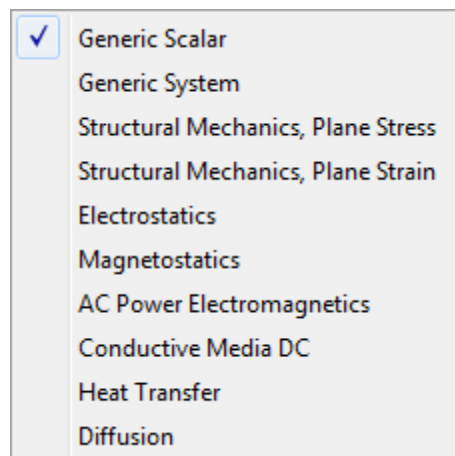 Generic Scalar
Generic System
Structural Mechanics, Plane Stress
Structural Mechanics, Plane Strain
Electrostatics
Magnetostatics
AC Power Electromagnetics
Conductive Media DC
Heat Transfer
Diffusion